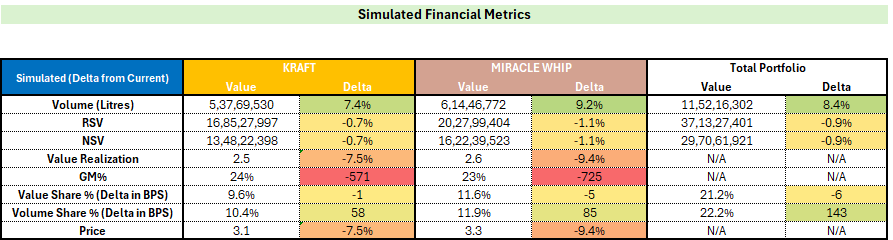 Simulated Financial Metrics
Simulated (Delta from Current) KRAFT MIRACLE WHIP Total Portfolio
Value Delta Value Delta Value Delta
Volume (Litres) 5,37,69,530 7.4% 6,14,46,772 9.2% 11,52,16,302 8.4%
RSV 16,85,27,997 -0.7% 20,27,99,404 -1.1% 37,13,27,401 -0.9%
NSV 13,48,22,398 -0.7% 16,22,39,523 -1.1% 29,70,61,921 -0.9%
Value Realization 2.5 -7.5% 2.6 -9.4% N/A N/A
GM% 24% -571 23% -725 N/A N/A
Value Share % (Delta in BPS) 9.6% -1 11.6% -5 21.2% -6
Volume Share % (Delta in BPS) 10.4% 58 11.9% 85 22.2% 143
Price 3.1 -7.5% 3.3 -9.4% N/A N/A